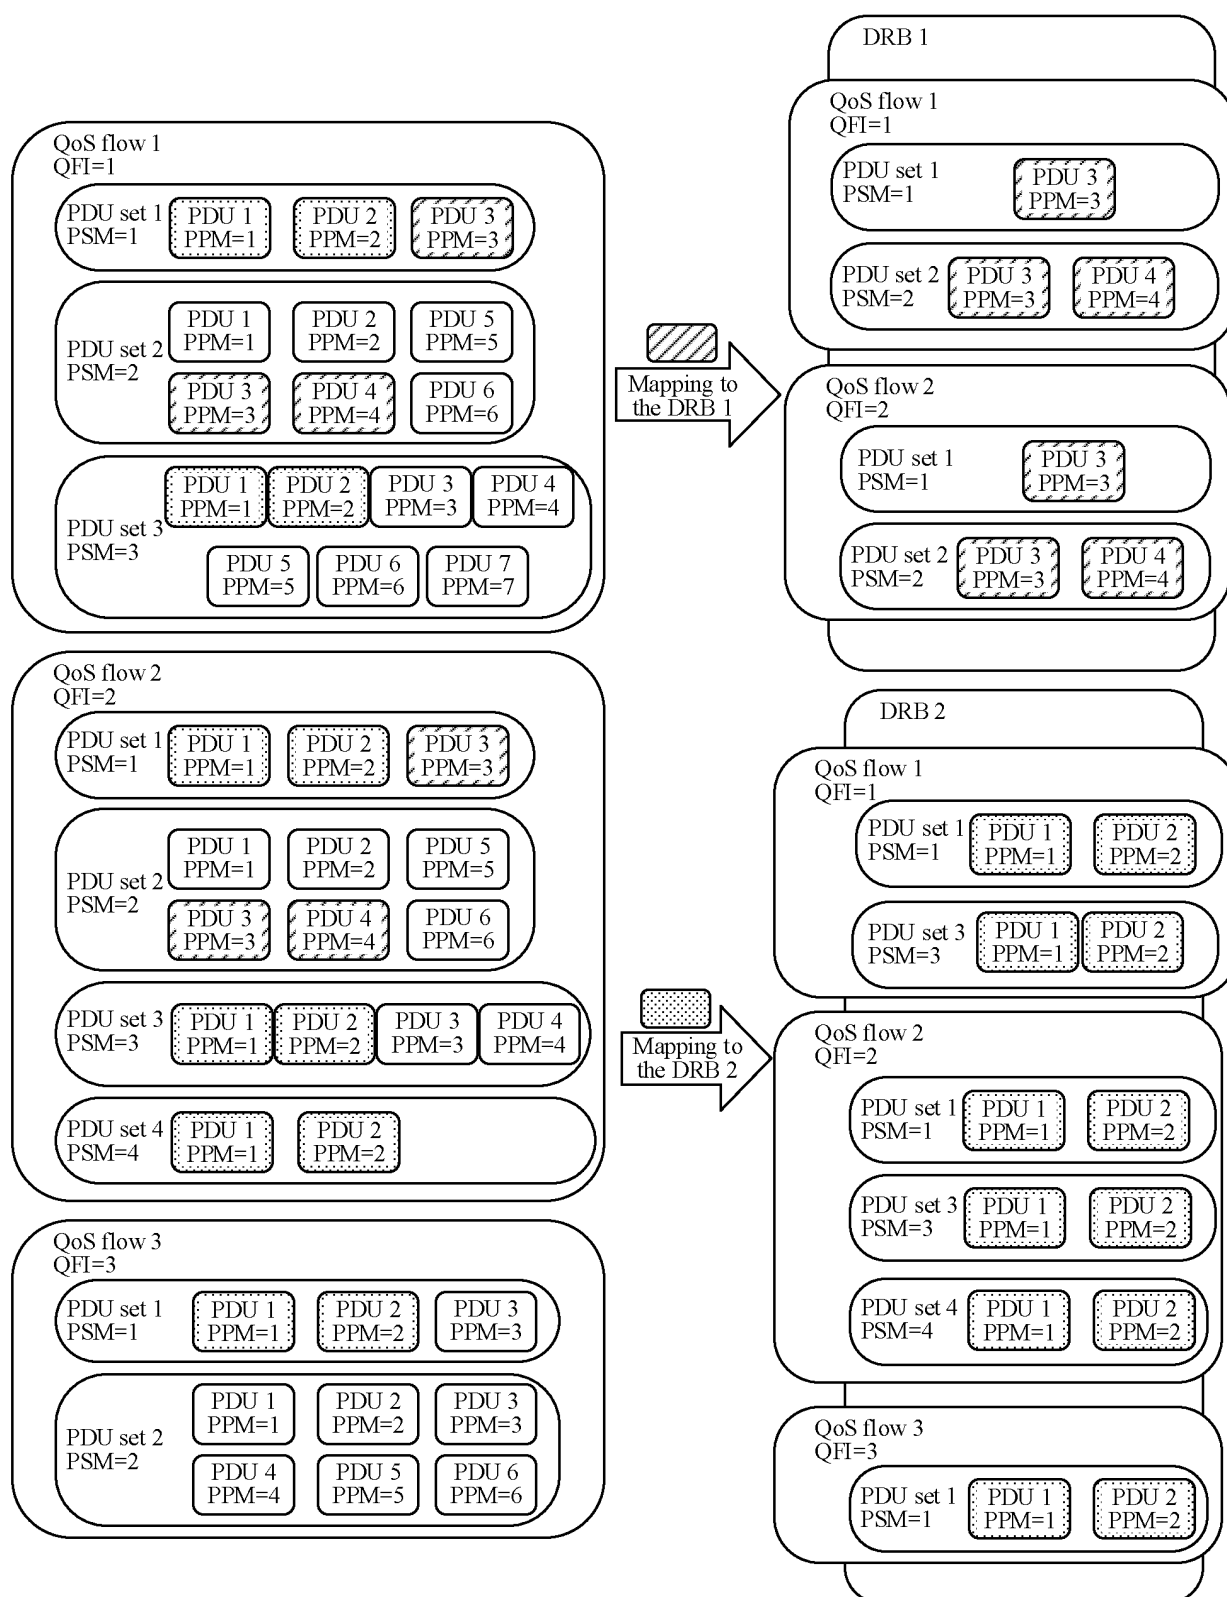 QoS flow 1
QFI=1
PDU set 1
PSM=1
PDU 1
PPM=1
PDU 2
PPM=2
PDU 3
PPM=3
PDU set 2
PSM=2
PDU 1
PPM=1
PDU 2
PPM=2
PDU 5
PPM=5
PDU 3
PPM=3
PDU 4
PPM=4
PDU 6
PPM=6
PDU set 3
PSM=3
PDU 1
PPM=1
PDU 2
PPM=2
PDU 3
PPM=3
PDU 4
PPM=4
PDU 5
PPM=5
PDU 6
PPM=6
PDU 7
PPM=7
QoS flow 2
QFI=2
PDU set 1
PSM=1
PDU 1
PPM=1
PDU 2
PPM=2
PDU 3
PPM=3
PDU set 2
PSM=2
PDU 1
PPM=1
PDU 2
PPM=2
PDU 5
PPM=5
PDU 3
PPM=3
PDU 4
PPM=4
PDU 6
PPM=6
PDU set 3
PSM=3
PDU 1
PPM=1
PDU 2
PPM=2
PDU 3
PPM=3
PDU 4
PPM=4
PDU set 4
PSM=4
PDU 1
PPM=1
PDU 2
PPM=2
QoS flow 3
QFI=3
PDU set 1
PSM=1
PDU 1
PPM=1
PDU 2
PPM=2
PDU 3
PPM=3
PDU set 2
PSM=2
PDU 1
PPM=1
PDU 2
PPM=2
PDU 3
PPM=3
PDU 4
PPM=4
PDU 5
PPM=5
PDU 6
PPM=6
Mapping to
the DRB 1
Mapping to
the DRB 2
DRB 1
QoS flow 1
QFI=1
PDU set 1
PSM=1
PDU 3
PPM=3
PDU set 2
PSM=2
PDU 3
PPM=3
PDU 4
PPM=4
QoS flow 2
QFI=2
PDU set 1
PSM=1
PDU 3
PPM=3
PDU set 2
PSM=2
PDU 3
PPM=3
PDU 4
PPM=4
DRB 2
QoS flow 1
QFI=1
PDU set 1
PSM=1
PDU 1
PPM=1
PDU 2
PPM=2
PDU set 3
PSM=3
PDU 1
PPM=1
PDU 2
PPM=2
QoS flow 2
QFI=2
PDU set 1
PSM=1
PDU 1
PPM=1
PDU 2
PPM=2
PDU set 3
PSM=3
PDU 1
PPM=1
PDU 2
PPM=2
PDU set 4
PSM=4
PDU 1
PPM=1
PDU 2
PPM=2
QoS flow 3
QFI=3
PDU set 1
PSM=1
PDU 1
PPM=1
PDU 2
PPM=2